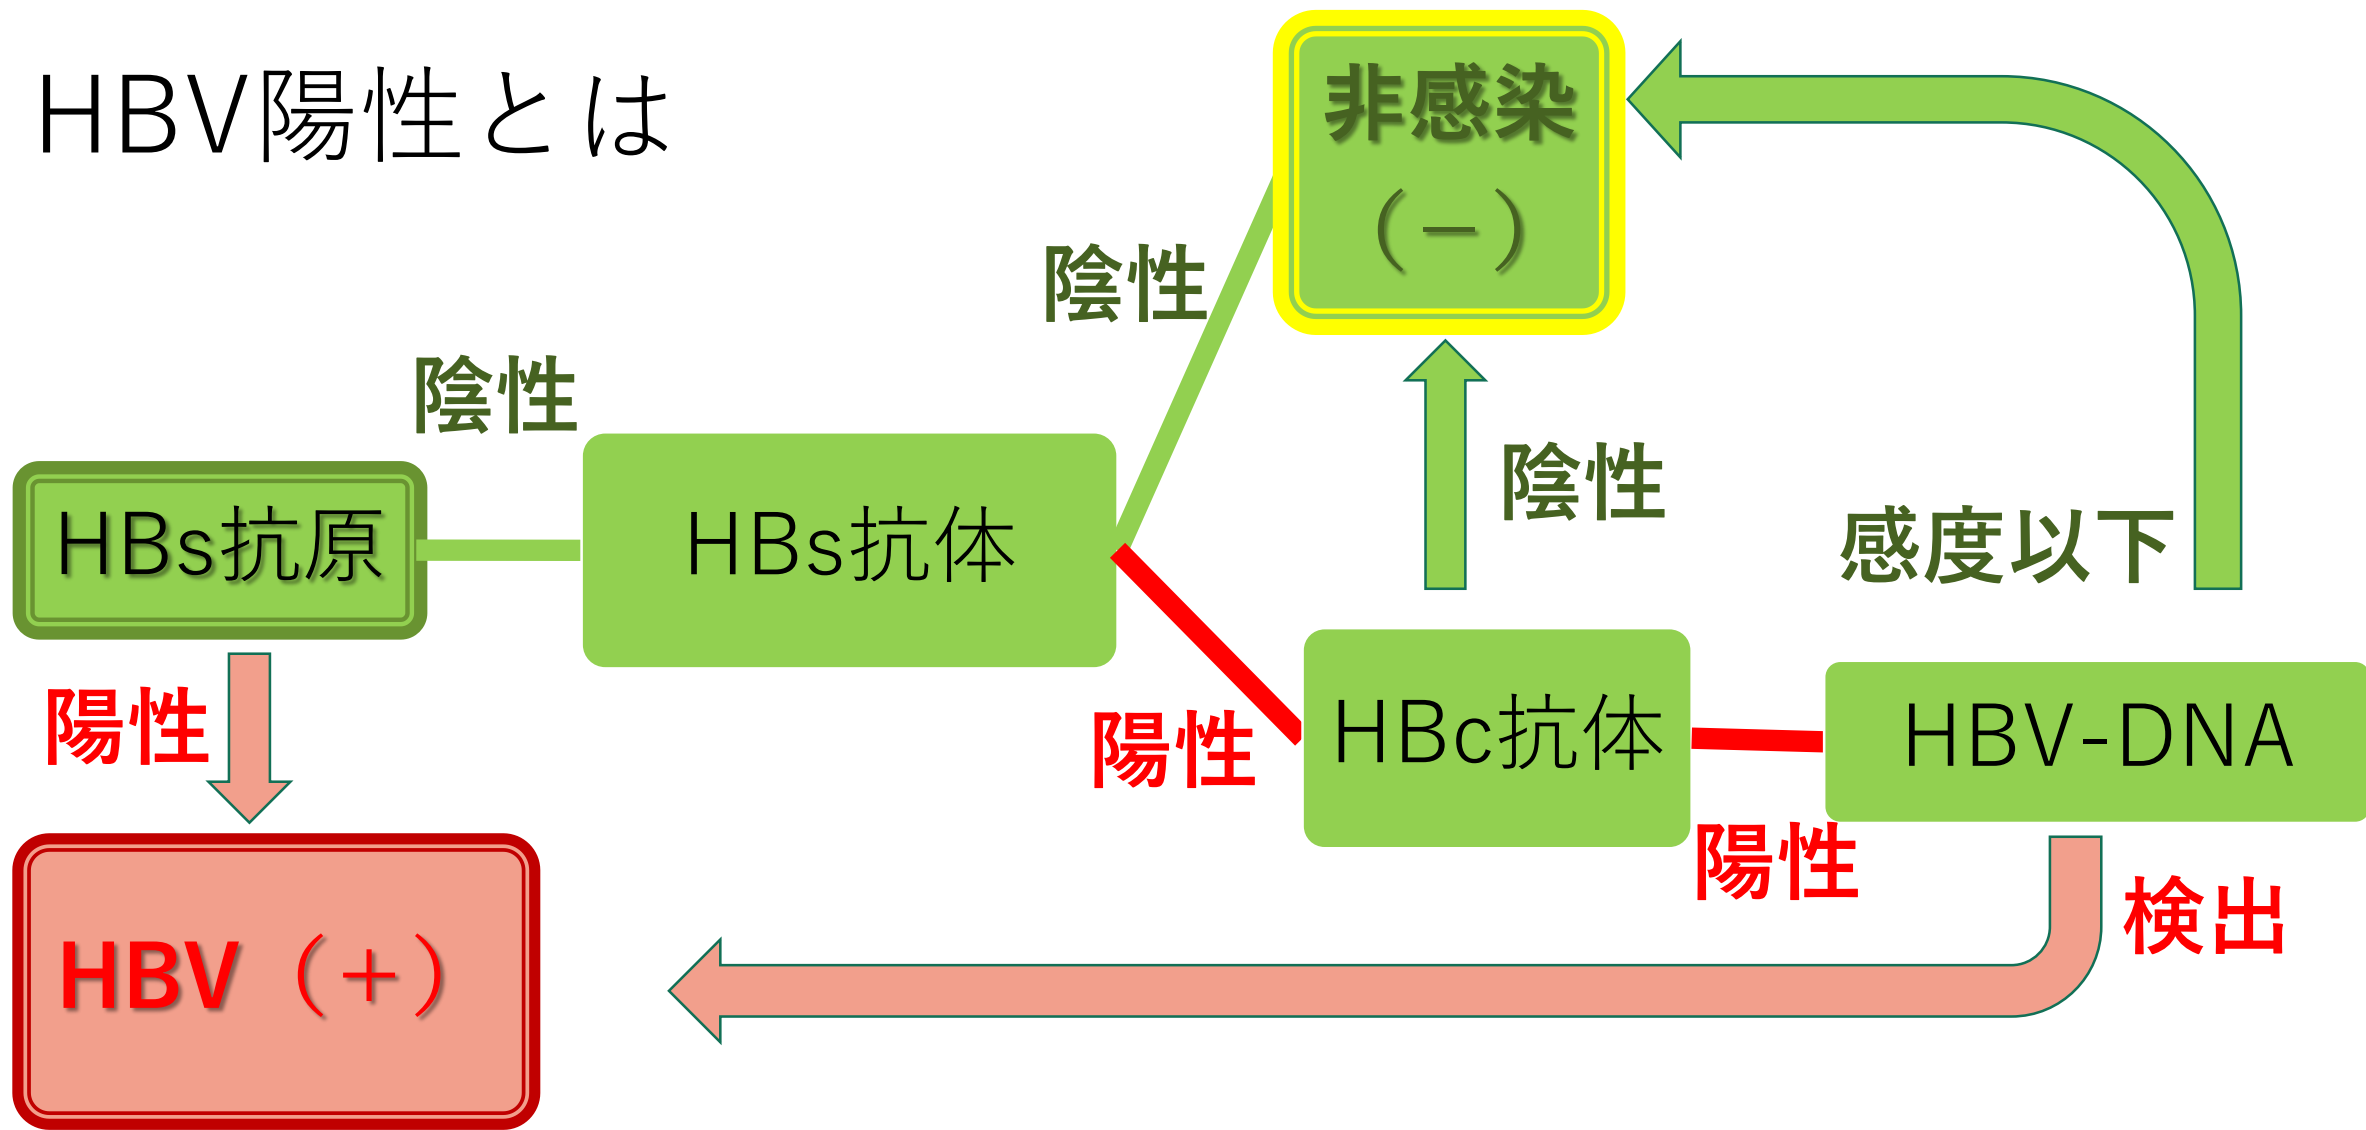 HBV陽性とは
非感染
（－）
陰性
陰性
HBs抗原
HBs抗体
陰性
感度以下
陽性
陽性
HBc抗体
HBV-DNA
陽性
検出
HBV（＋）